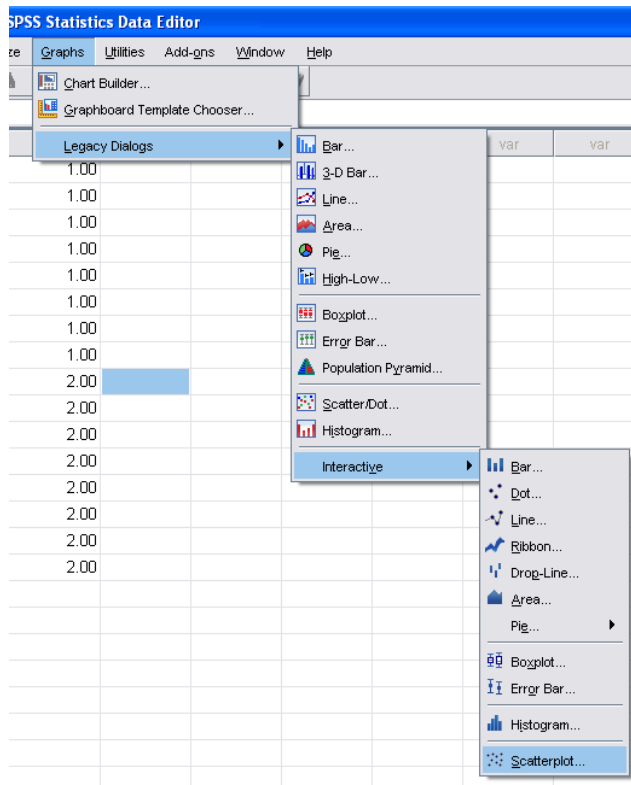 SPSS Statistics Data Editor
ze Graphs Utilities Add-ons Window Help
Chart Builder...
Graphboard Template Chooser...
Legacy Dialogs
var var
Bar...
3-D Bar...
Line...
Area...
Pie...
High-Low...
Boxplot...
Error Bar...
Population Pyramid...
Scatter/Dot...
Histogram...
Interactive
1.00
1.00
1.00
1.00
1.00
1.00
1.00
1.00
2.00
2.00
2.00
2.00
2.00
2.00
2.00
2.00
Bar...
Dot...
Line...
Ribbon...
Drop-Line...
Area...
Pie...
Boxplot...
Error Bar...
Histogram...
Scatterplot...